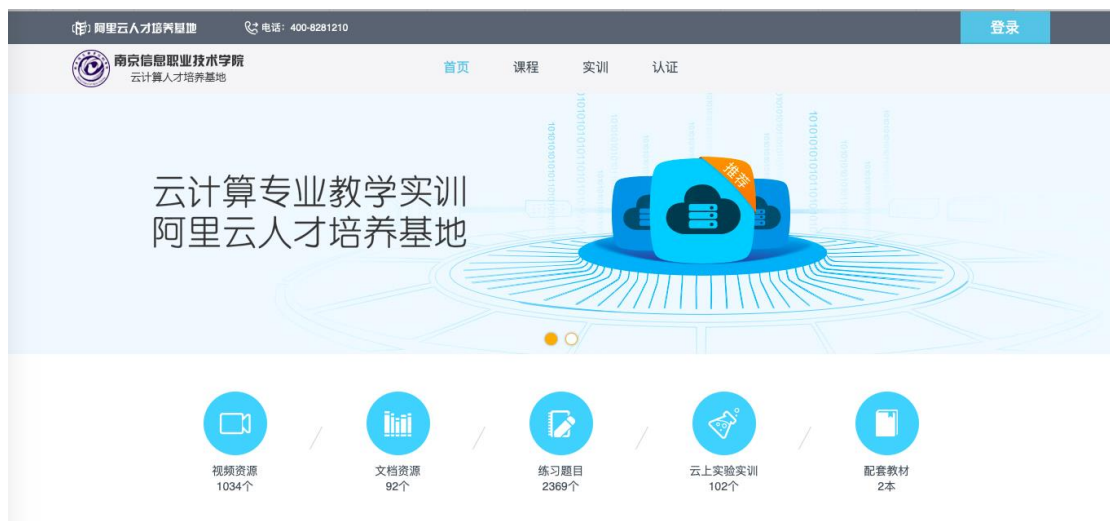 阿里云人才培养基地
电话：400-8281210
登录
南京信息职业技术学院
云计算人才培养基地
首页 课程 实训 认证
云计算专业教学实训
阿里云人才培养基地
推荐
视频资源
1034个
文档资源
92个
练习题目
2369个
云上实验实训
102个
配套教材
2本